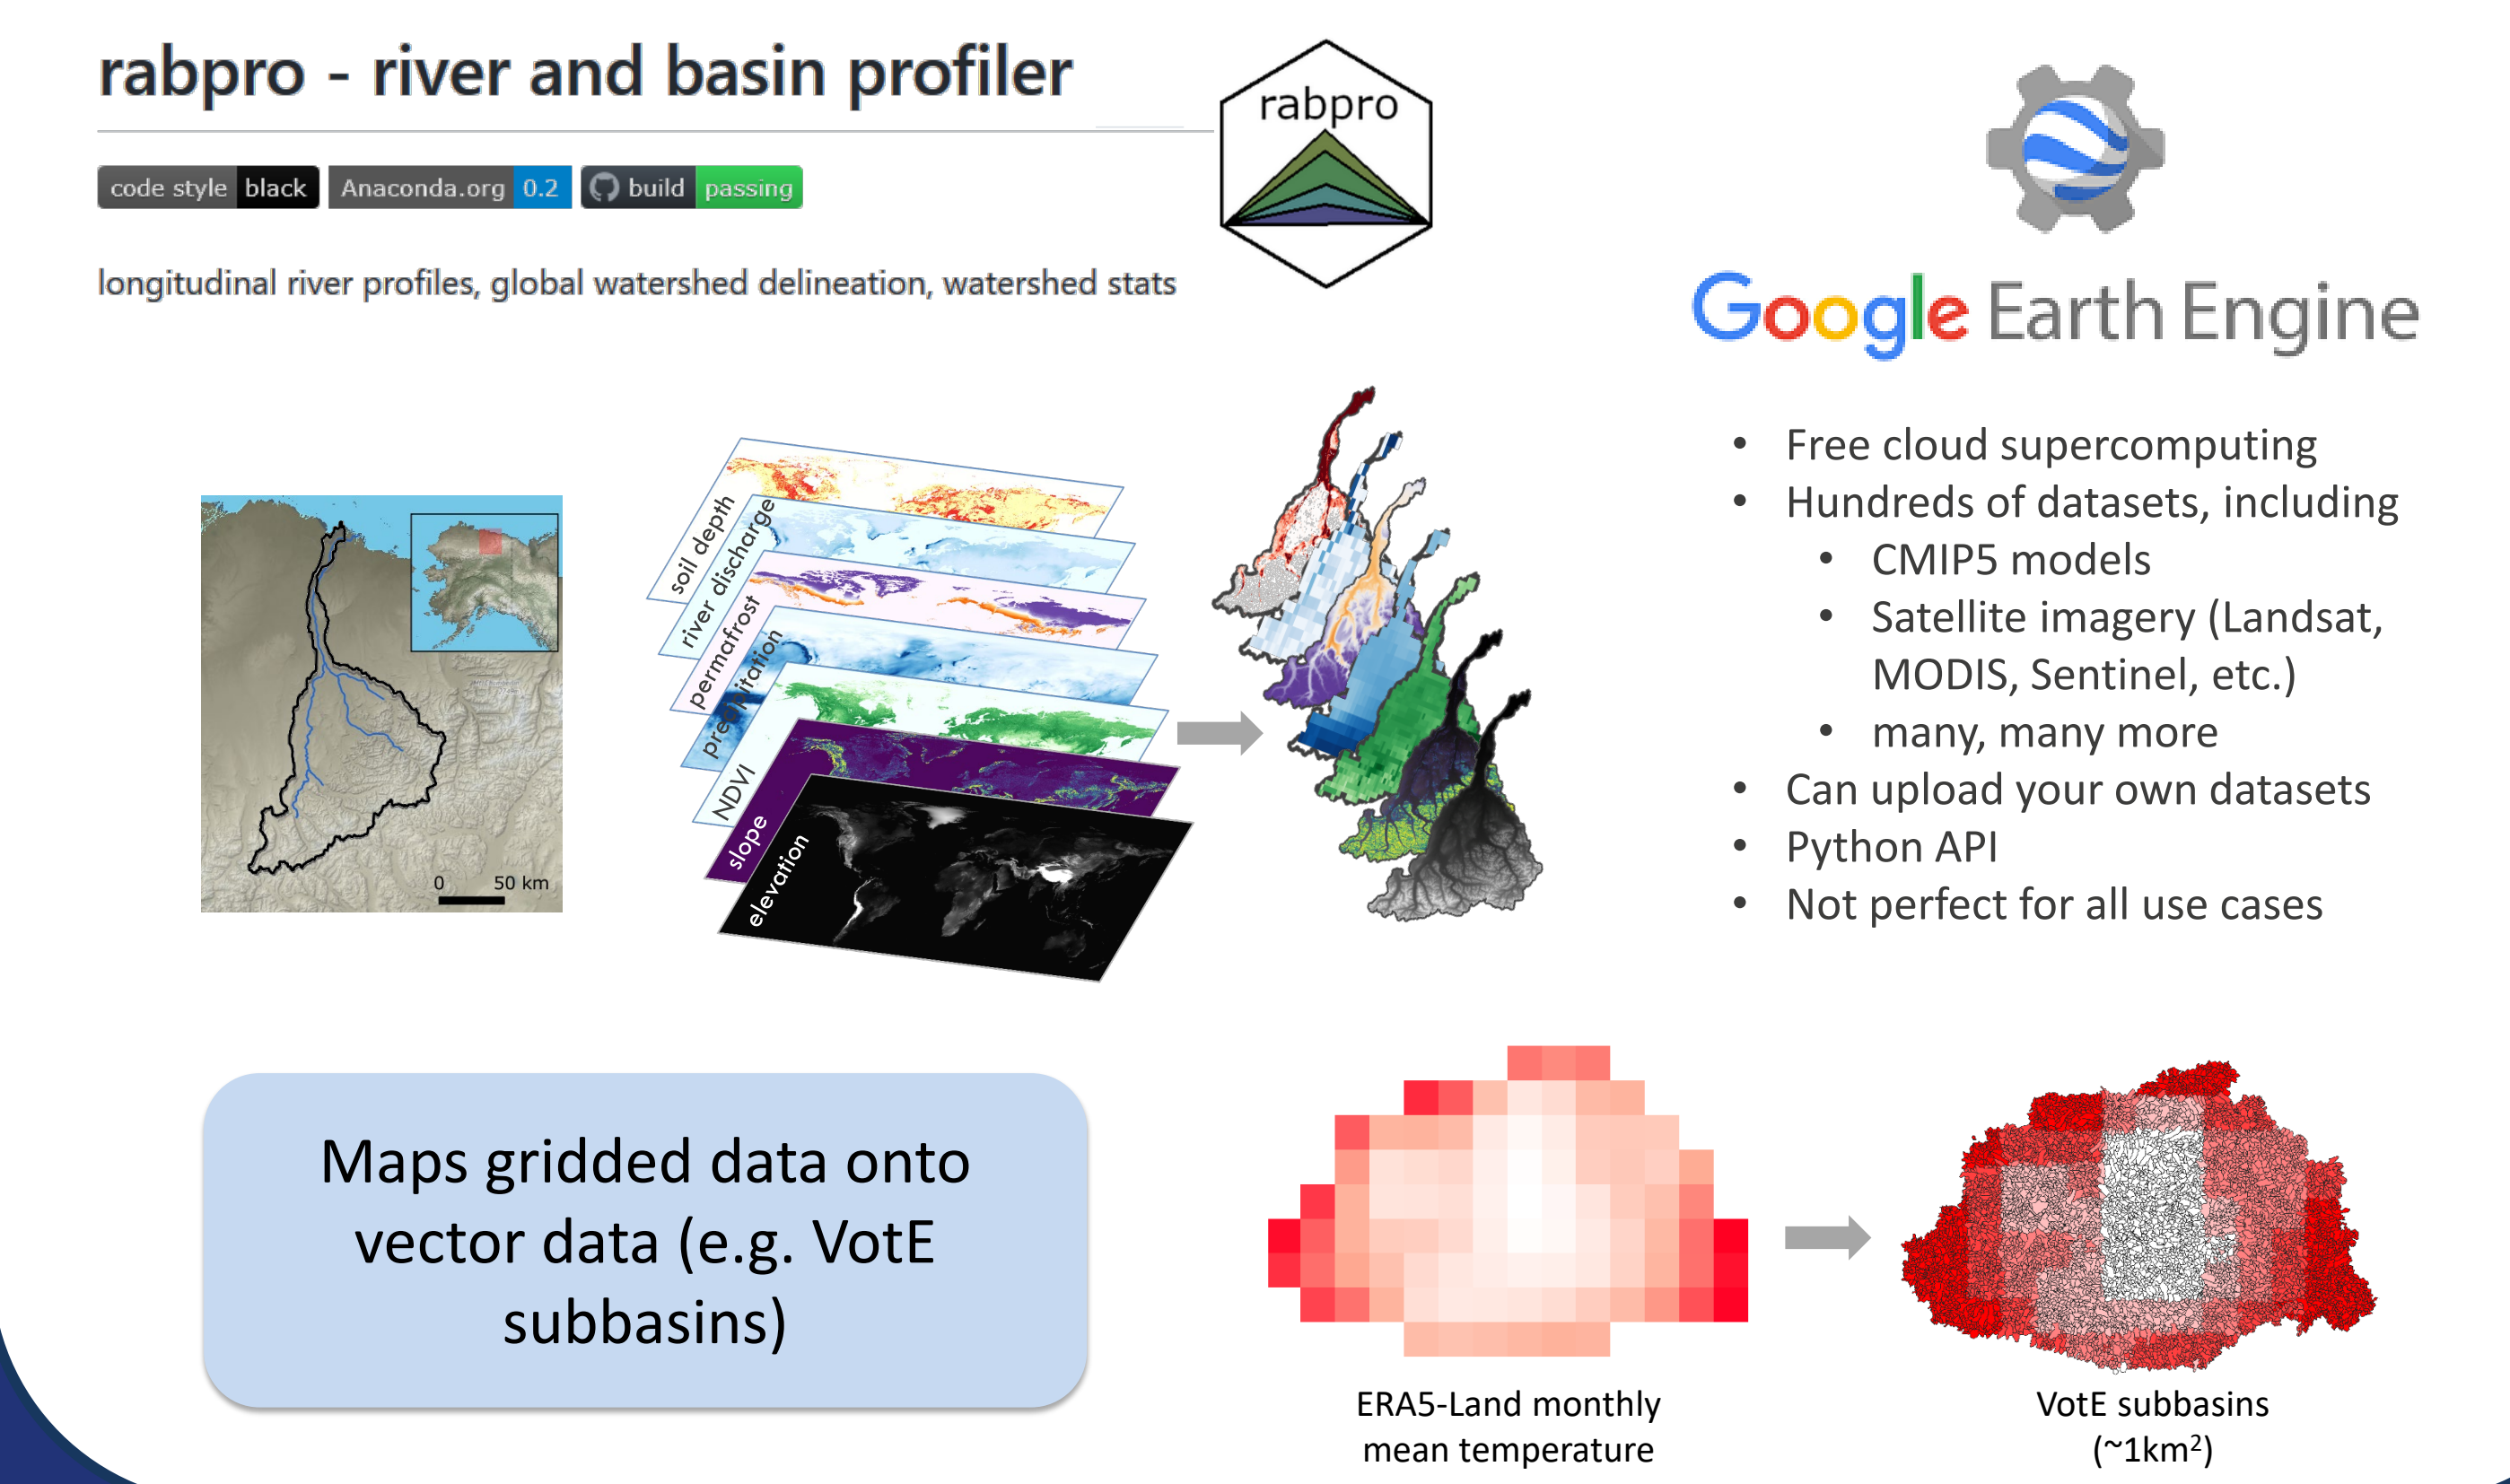 rabpro - river and basin profiler
rabpro
code style black
Anaconda.org 0.2
build passing
longitudinal river profiles, global watershed delineation, watershed stats
Google Earth Engine
0 50 km
soil depth
river discharge
permafrost
precipitation
NDVI
slope
elevation
• Free cloud supercomputing
• Hundreds of datasets, including
• CMIP5 models
• Satellite imagery (Landsat,
MODIS, Sentinel, etc.)
• many, many more
• Can upload your own datasets
• Python API
• Not perfect for all use cases
Maps gridded data onto
vector data (e.g. VotE
subbasins)
ERA5-Land monthly
mean temperature
VotE subbasins
(~1km²)